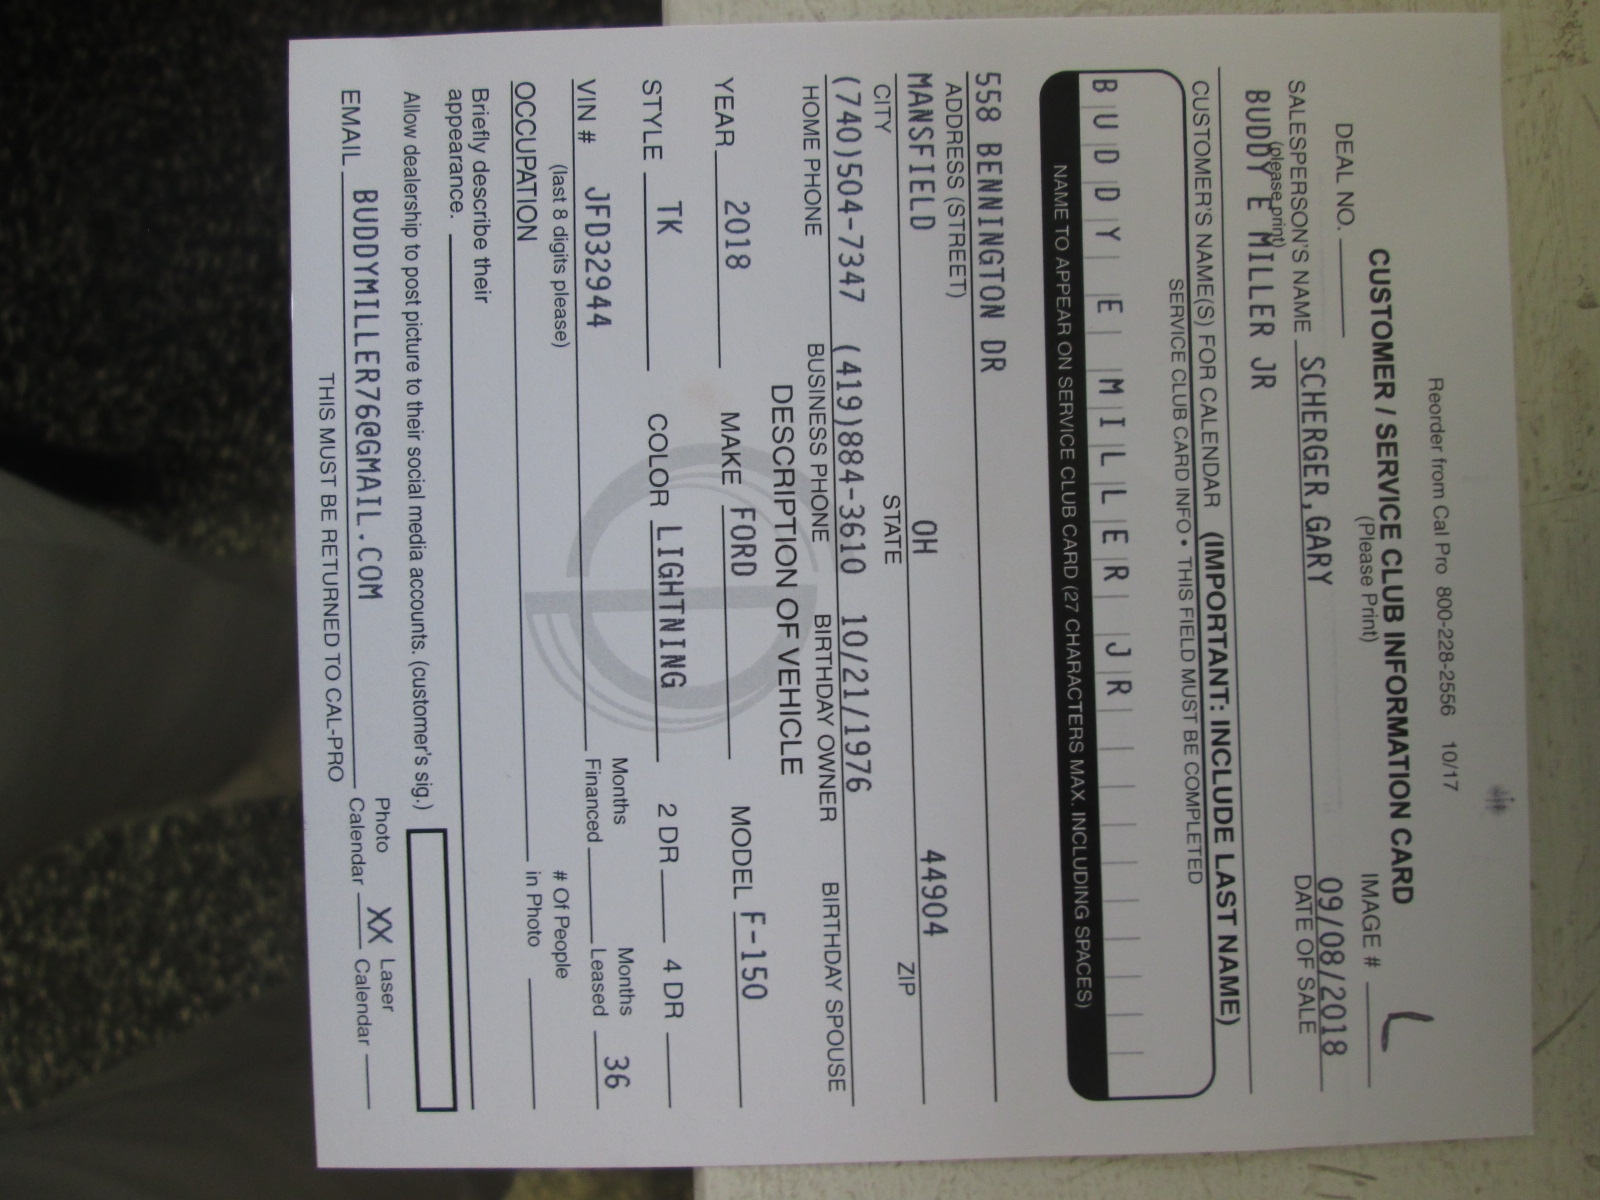 Reorder from Cal Pro 800-228-2556 10/17
CUSTOMER / SERVICE CLUB INFORMATION CARD
(Please Print)
DEAL NO. IMAGE #
SALESPERSON'S NAME SCHERGER,GARY 09/08/2018
(please print) DATE OF SALE
BUDDY E MILLER JR
CUSTOMER'S NAME(S) FOR CALENDAR (IMPORTANT: INCLUDE LAST NAME)
SERVICE CLUB CARD INFO • THIS FIELD MUST BE COMPLETED
BUDDY E MILLER JR
NAME TO APPEAR ON SERVICE CLUB CARD (27 CHARACTERS MAX. INCLUDING SPACES)
558 BENNINGTON DR
ADDRESS (STREET)
MANSFIELD OH 44904
CITY STATE ZIP
(740)504-7347 (419)884-3610 10/21/1976
HOME PHONE BUSINESS PHONE BIRTHDAY OWNER BIRTHDAY SPOUSE
DESCRIPTION OF VEHICLE
YEAR 2018 MAKE FORD MODEL F-150
STYLE TK COLOR LIGHTNING 2 DR 4 DR
VIN # JFD32944 Months Financed Months Leased 36
(last 8 digits please)
OCCUPATION # Of People in Photo
Briefly describe their
appearance.
Allow dealership to post picture to their social media accounts. (customer's sig.)
EMAIL BUDDYMILLER76@GMAIL.COM Photo Calendar XX Laser Calendar
THIS MUST BE RETURNED TO CAL-PRO